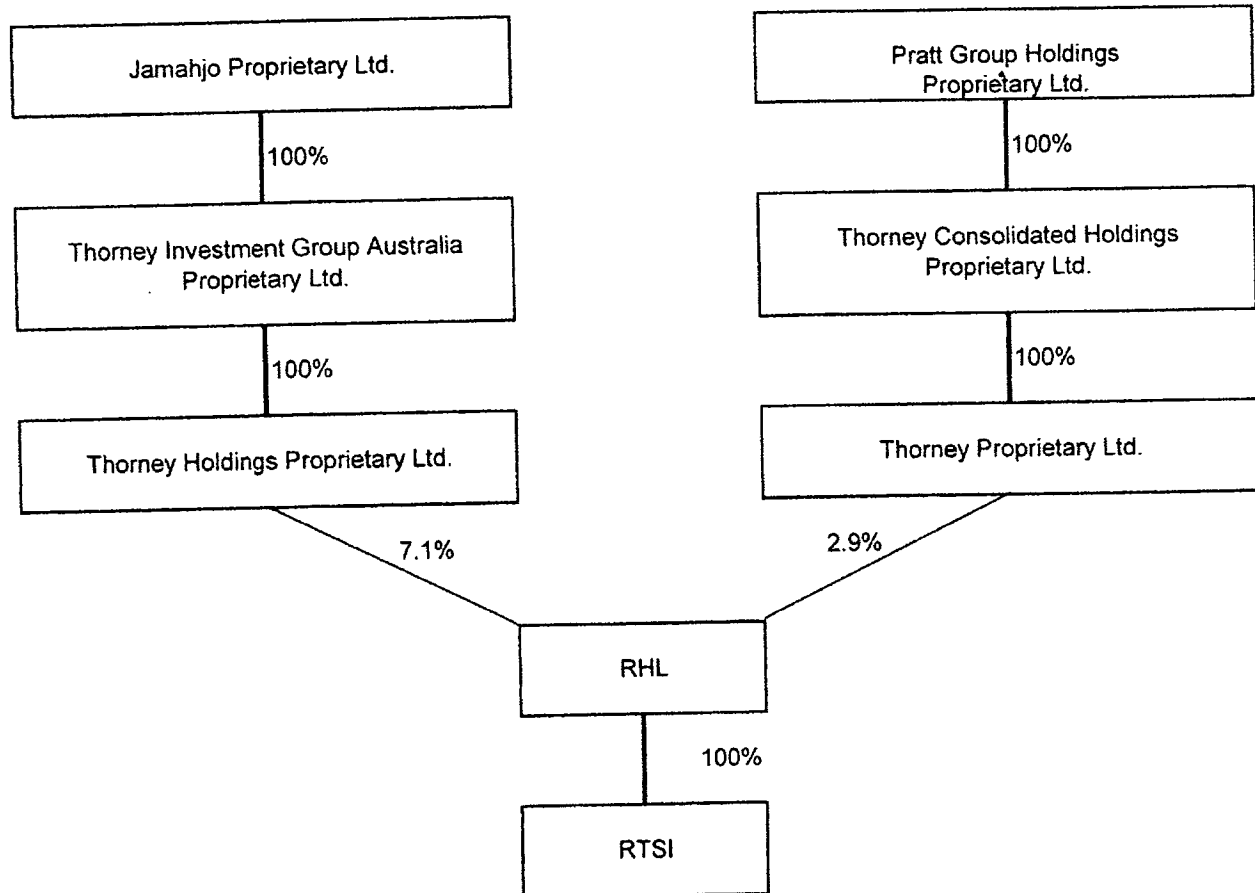 Jamahjo Proprietary Ltd.
Pratt Group Holdings
Proprietary Ltd.
100%
100%
Thorney Investment Group Australia
Proprietary Ltd.
Thorney Consolidated Holdings
Proprietary Ltd.
100%
100%
Thorney Holdings Proprietary Ltd.
Thorney Proprietary Ltd.
7.1%
2.9%
RHL
100%
RTSI